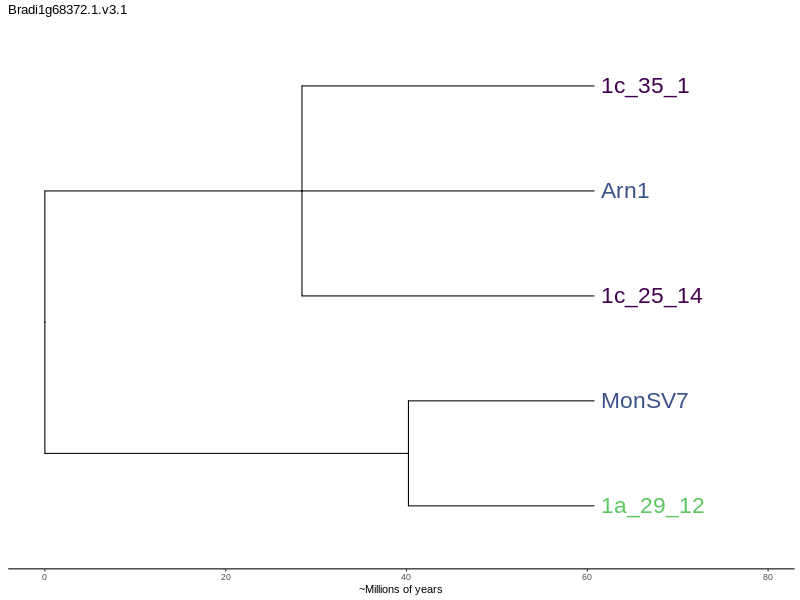 Bradi1g68372.1.v3.1
1c_35_1
Arn1
1c_25_14
MonSV7
1a_29_12
0 20 40 60 80
~Millions of years